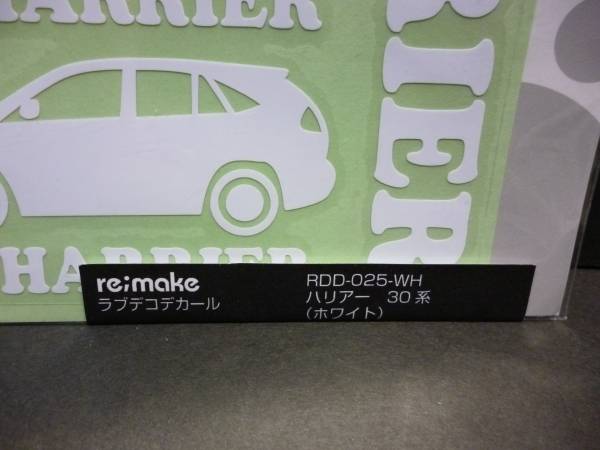 HARRIER
RIER
HARRIER
re;make
ラブデコデカール
RDD-025-WH
ハリアー 30系
(ホワイト)